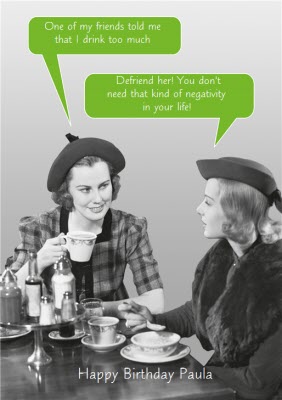 One of my friends told me
that I drink too much
Defriend her! You don't
need that kind of negativity
in your life!
Happy Birthday Paula